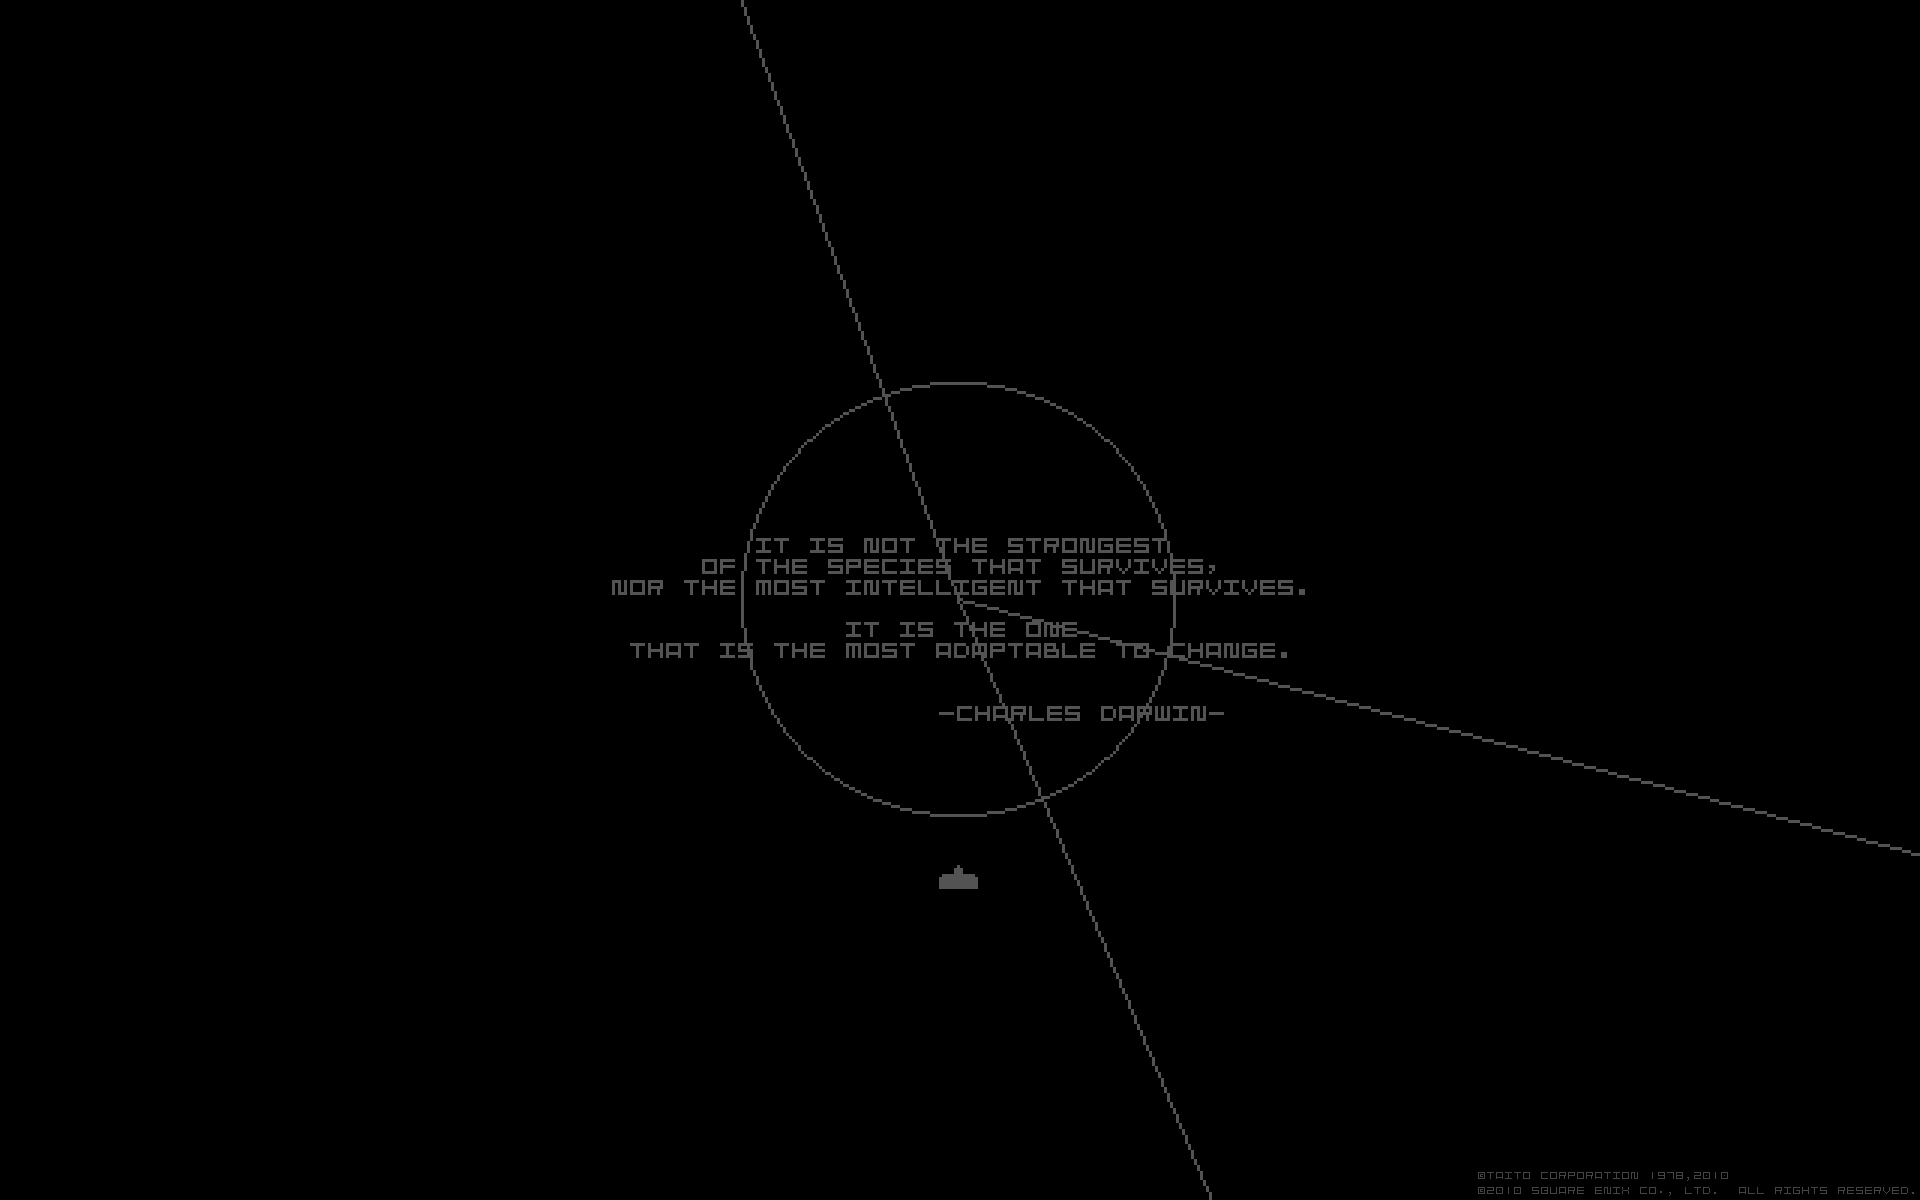 IT IS NOT THE STRONGEST
OF THE SPECIES THAT SURVIVES,
NOR THE MOST INTELLIGENT THAT SURVIVES.
IT IS THE ONE
THAT IS THE MOST ADAPTABLE TO CHANGE.
-CHARLES DARWIN-
©TAITO CORPORATION 1978,2010
©2010 SQUARE ENIX CO., LTD. ALL RIGHTS RESERVED.